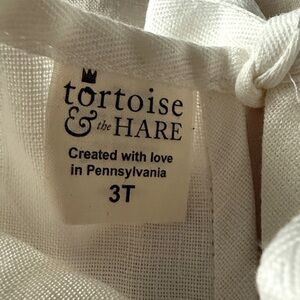 tortoise
& the HARE
Created with love
in Pennsylvania
3T